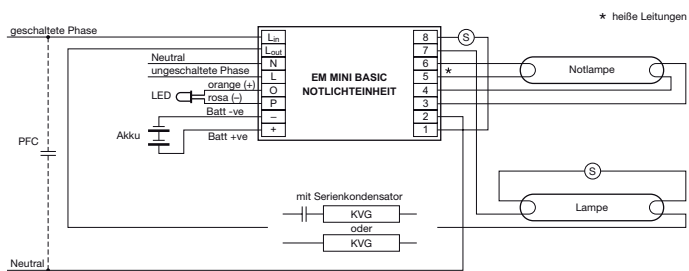 * heiße Leitungen
geschaltete Phase
Lin
8
S
Lout
7
Neutral
N
6
ungeschaltete Phase
L
EM MINI BASIC
5
*
Notlampe
LED
orange (+)
O
NOTLICHTEINHEIT
4
rosa (–)
P
3
Batt -ve
–
2
Akku
Batt +ve
+
1
PFC
S
mit Serienkondensator
KVG
Lampe
oder
KVG
Neutral